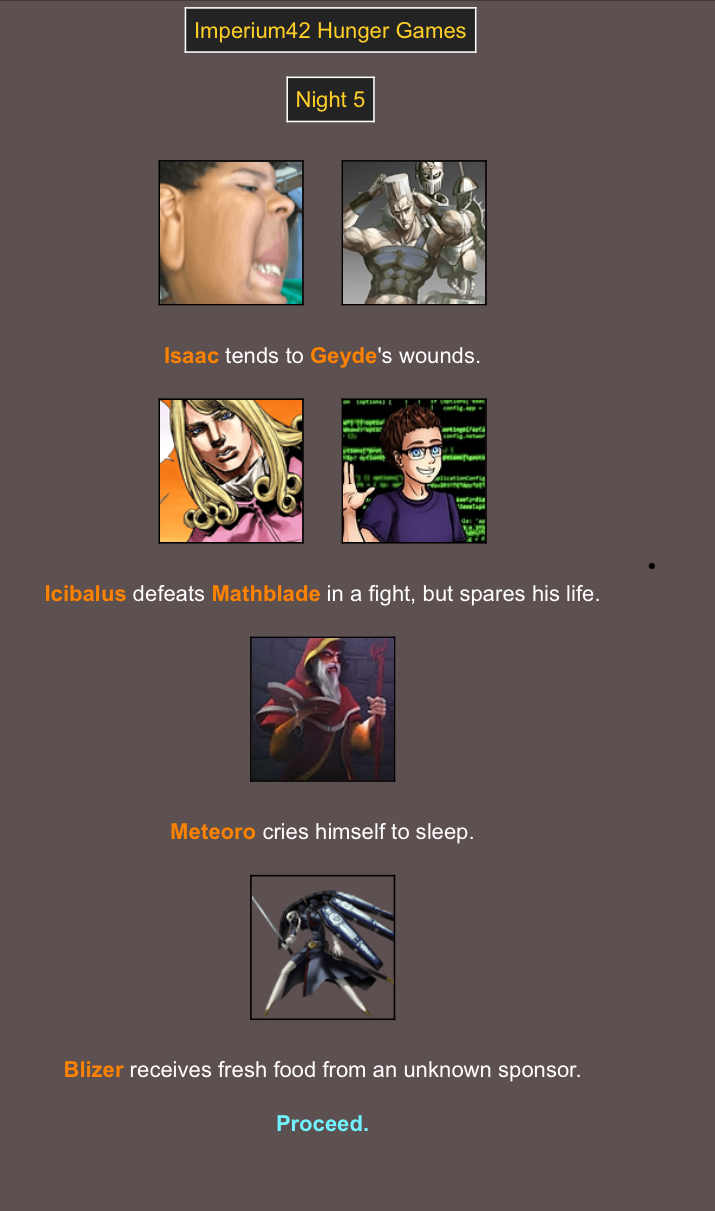 Imperium42 Hunger Games
Night 5
Isaac tends to Geyde's wounds.
Icibalus defeats Mathblade in a fight, but spares his life.
Meteoro cries himself to sleep.
Blizer receives fresh food from an unknown sponsor.
Proceed.